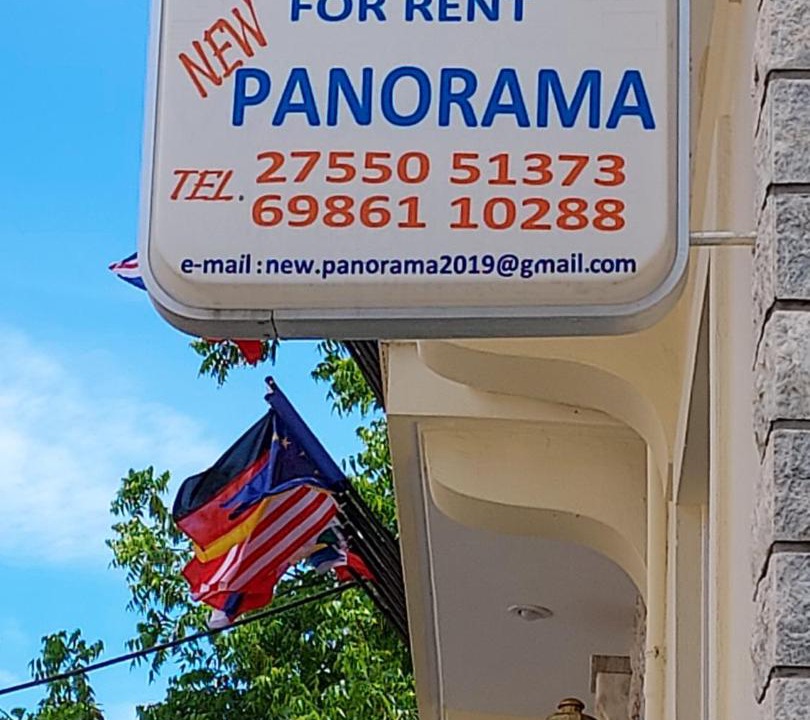 FOR RENT
NEW
PANORAMA
TEL. 27550 51373
69861 10288
e-mail : new.panorama2019@gmail.com